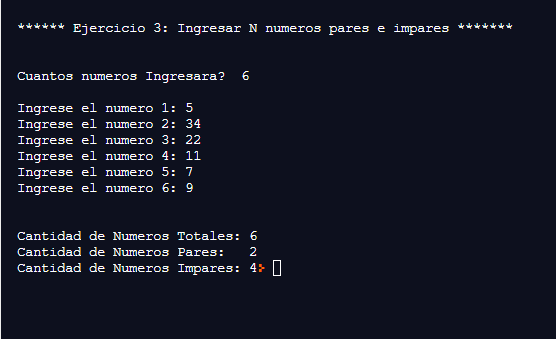 ****** Ejercicio 3: Ingresar N numeros pares e impares *******
Cuantos numeros Ingresara?  6
Ingrese el numero 1: 5
Ingrese el numero 2: 34
Ingrese el numero 3: 22
Ingrese el numero 4: 11
Ingrese el numero 5: 7
Ingrese el numero 6: 9
Cantidad de Numeros Totales: 6
Cantidad de Numeros Pares:   2
Cantidad de Numeros Impares: 4